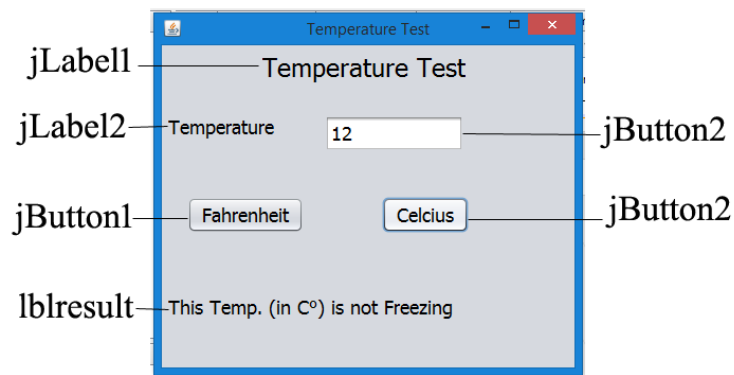 Temperature Test
jLabel1 Temperature Test
jLabel2 Temperature 12 jButton2
jButton1 Fahrenheit Celcius jButton2
lblresult This Temp. (in Cº) is not Freezing